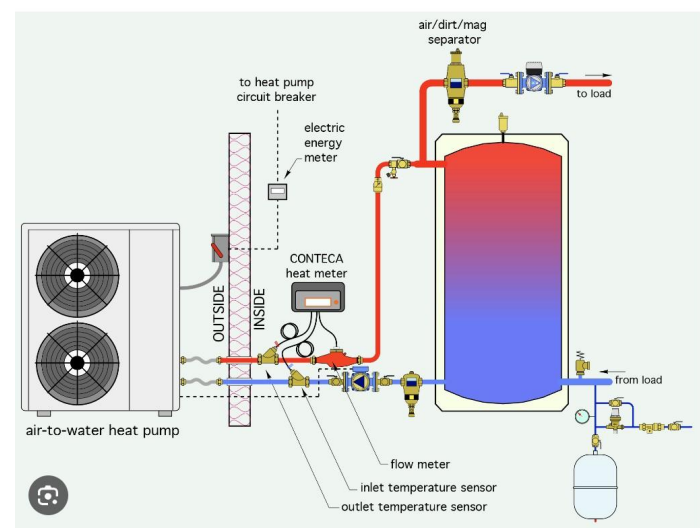 air/dirt/mag
separator
to load
to heat pump
circuit breaker
electric
energy
meter
CONTECA
heat meter
OUTSIDE
INSIDE
from load
air-to-water heat pump
flow meter
inlet temperature sensor
outlet temperature sensor